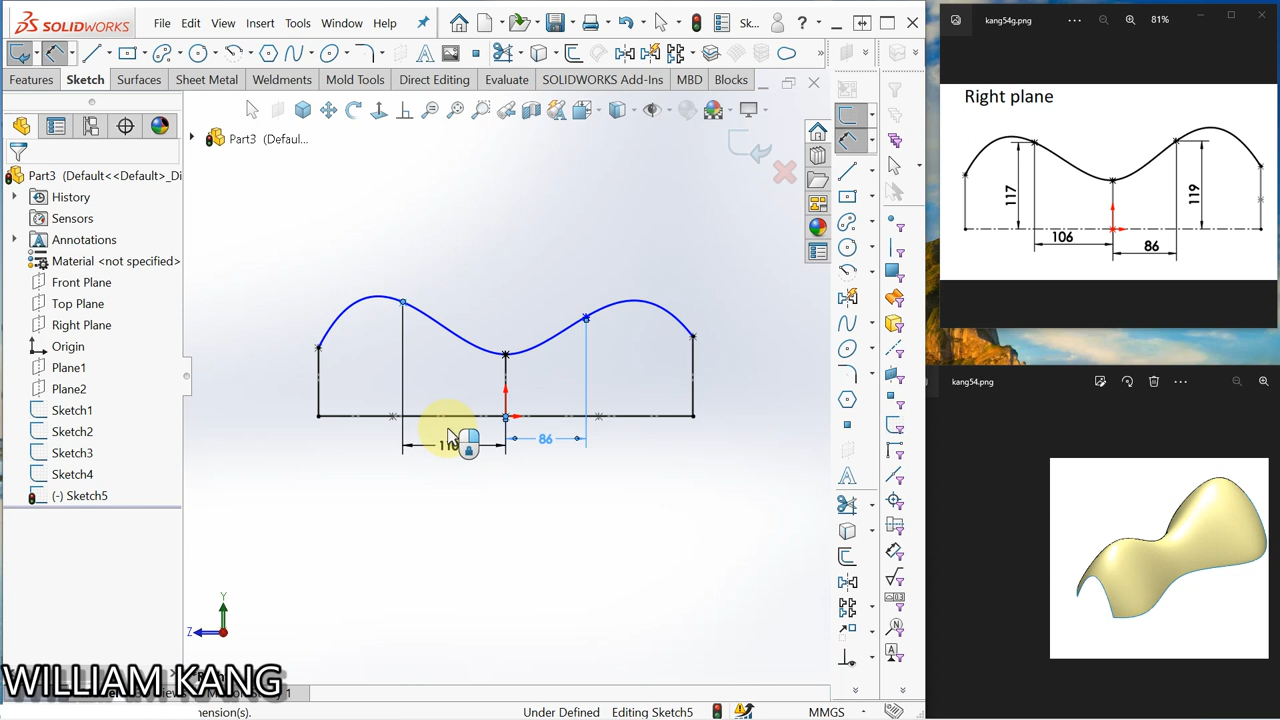 SOLIDWORKS
File
Edit
View
Insert
Tools
Window
Help
Sk...
Features
Sketch
Surfaces
Sheet Metal
Weldments
Mold Tools
Direct Editing
Evaluate
SOLIDWORKS Add-Ins
MBD
Blocks
Part3 (Defaul...
Part3 (Default<<Default>_Di
History
Sensors
Annotations
Material <not specified>
Front Plane
Top Plane
Right Plane
Origin
Plane1
Plane2
Sketch1
Sketch2
Sketch3
Sketch4
(-) Sketch5
86
Y
Z
WILLIAM KANG
1
mension(s).
Under Defined
Editing Sketch5
MMGS
kang54g.png
81%
Right plane
117
119
106
86
kang54.png